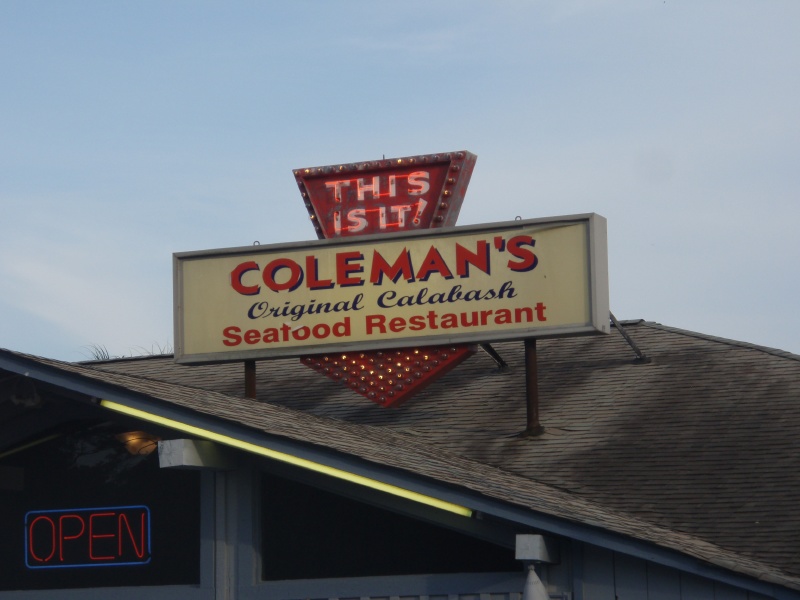 THIS
IS IT!
COLEMAN'S
Original Calabash
Seafood Restaurant
OPEN